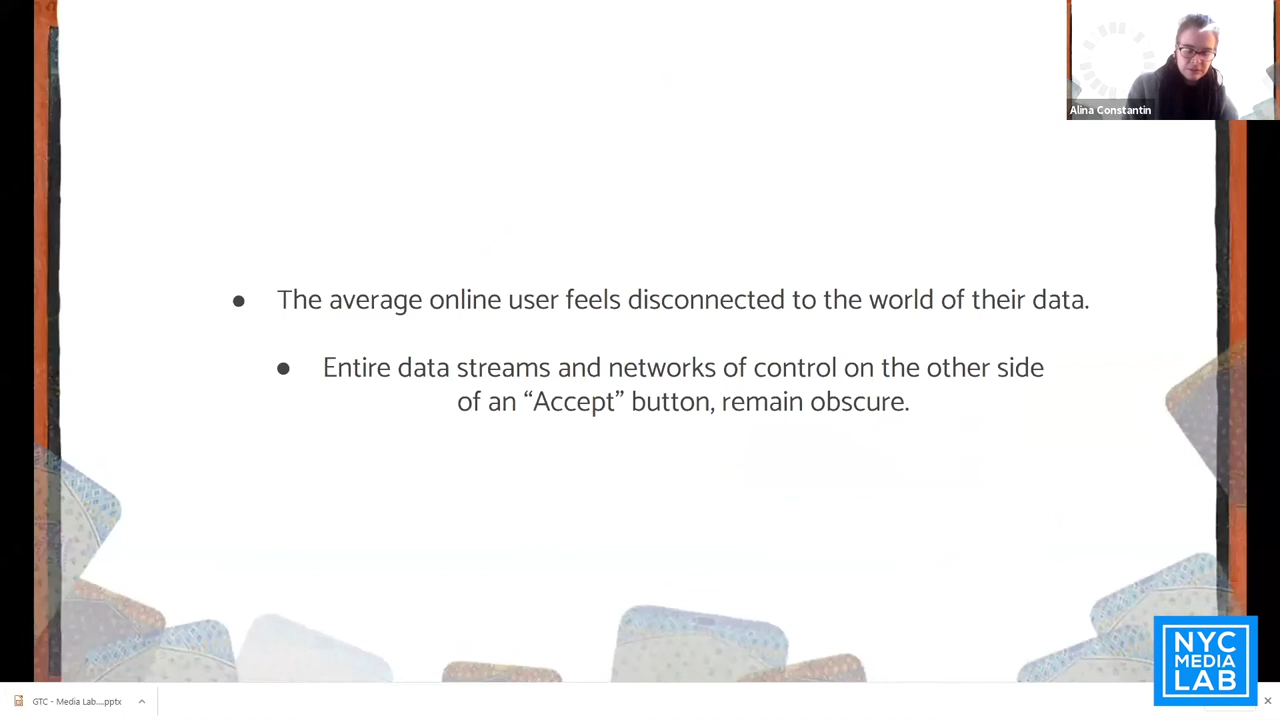 Alina Constantin
● The average online user feels disconnected to the world of their data.
● Entire data streams and networks of control on the other side
of an “Accept” button, remain obscure.
NYC
MEDIA
LAB
GTC - Media Lab....pptx